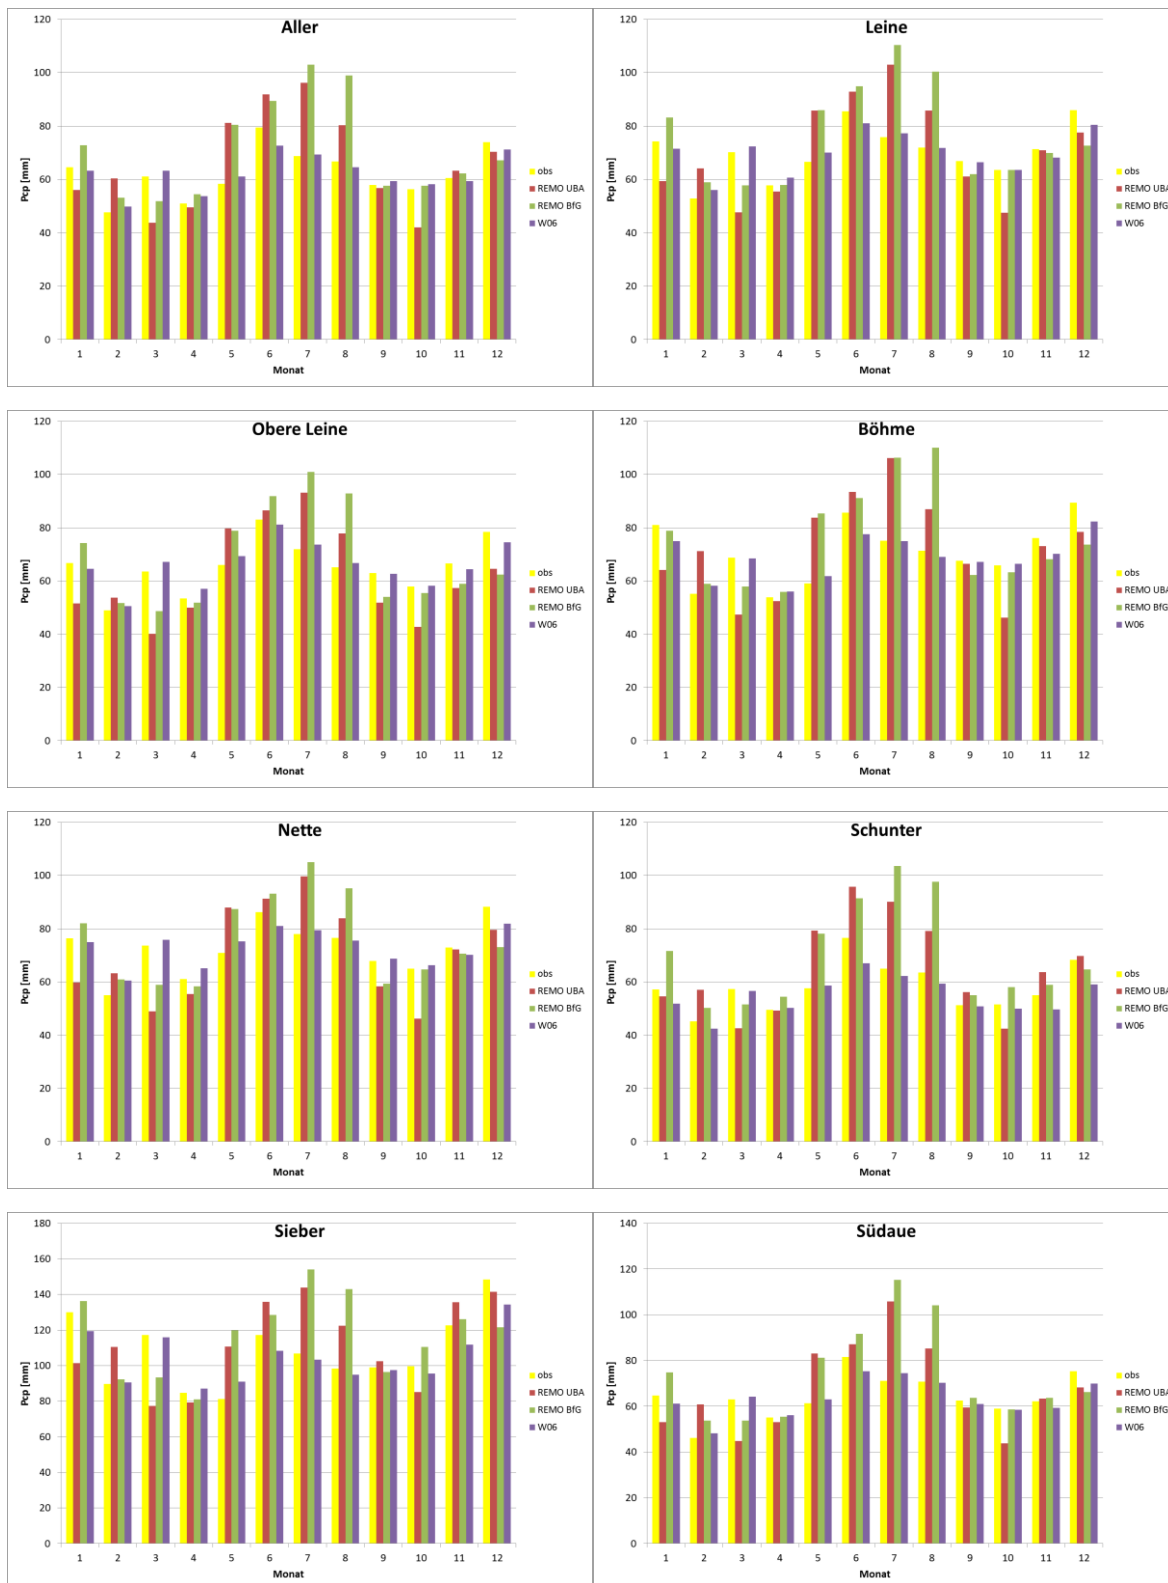 Aller
120
100
80
60
40
20
0
Pcp [mm]
1 2 3 4 5 6 7 8 9 10 11 12
Monat
obs
REMO UBA
REMO BfG
W06
Leine
120
100
80
60
40
20
0
Pcp [mm]
1 2 3 4 5 6 7 8 9 10 11 12
Monat
obs
REMO UBA
REMO BfG
W06
Obere Leine
120
100
80
60
40
20
0
Pcp [mm]
1 2 3 4 5 6 7 8 9 10 11 12
Monat
obs
REMO UBA
REMO BfG
W06
Böhme
120
100
80
60
40
20
0
Pcp [mm]
1 2 3 4 5 6 7 8 9 10 11 12
Monat
obs
REMO UBA
REMO BfG
W06
Nette
120
100
80
60
40
20
0
Pcp [mm]
1 2 3 4 5 6 7 8 9 10 11 12
Monat
obs
REMO UBA
REMO BfG
W06
Schunter
120
100
80
60
40
20
0
Pcp [mm]
1 2 3 4 5 6 7 8 9 10 11 12
Monat
obs
REMO UBA
REMO BfG
W06
Sieber
180
160
140
120
100
80
60
40
20
0
Pcp [mm]
1 2 3 4 5 6 7 8 9 10 11 12
Monat
obs
REMO UBA
REMO BfG
W06
Südaue
140
120
100
80
60
40
20
0
Pcp [mm]
1 2 3 4 5 6 7 8 9 10 11 12
Monat
obs
REMO UBA
REMO BfG
W06